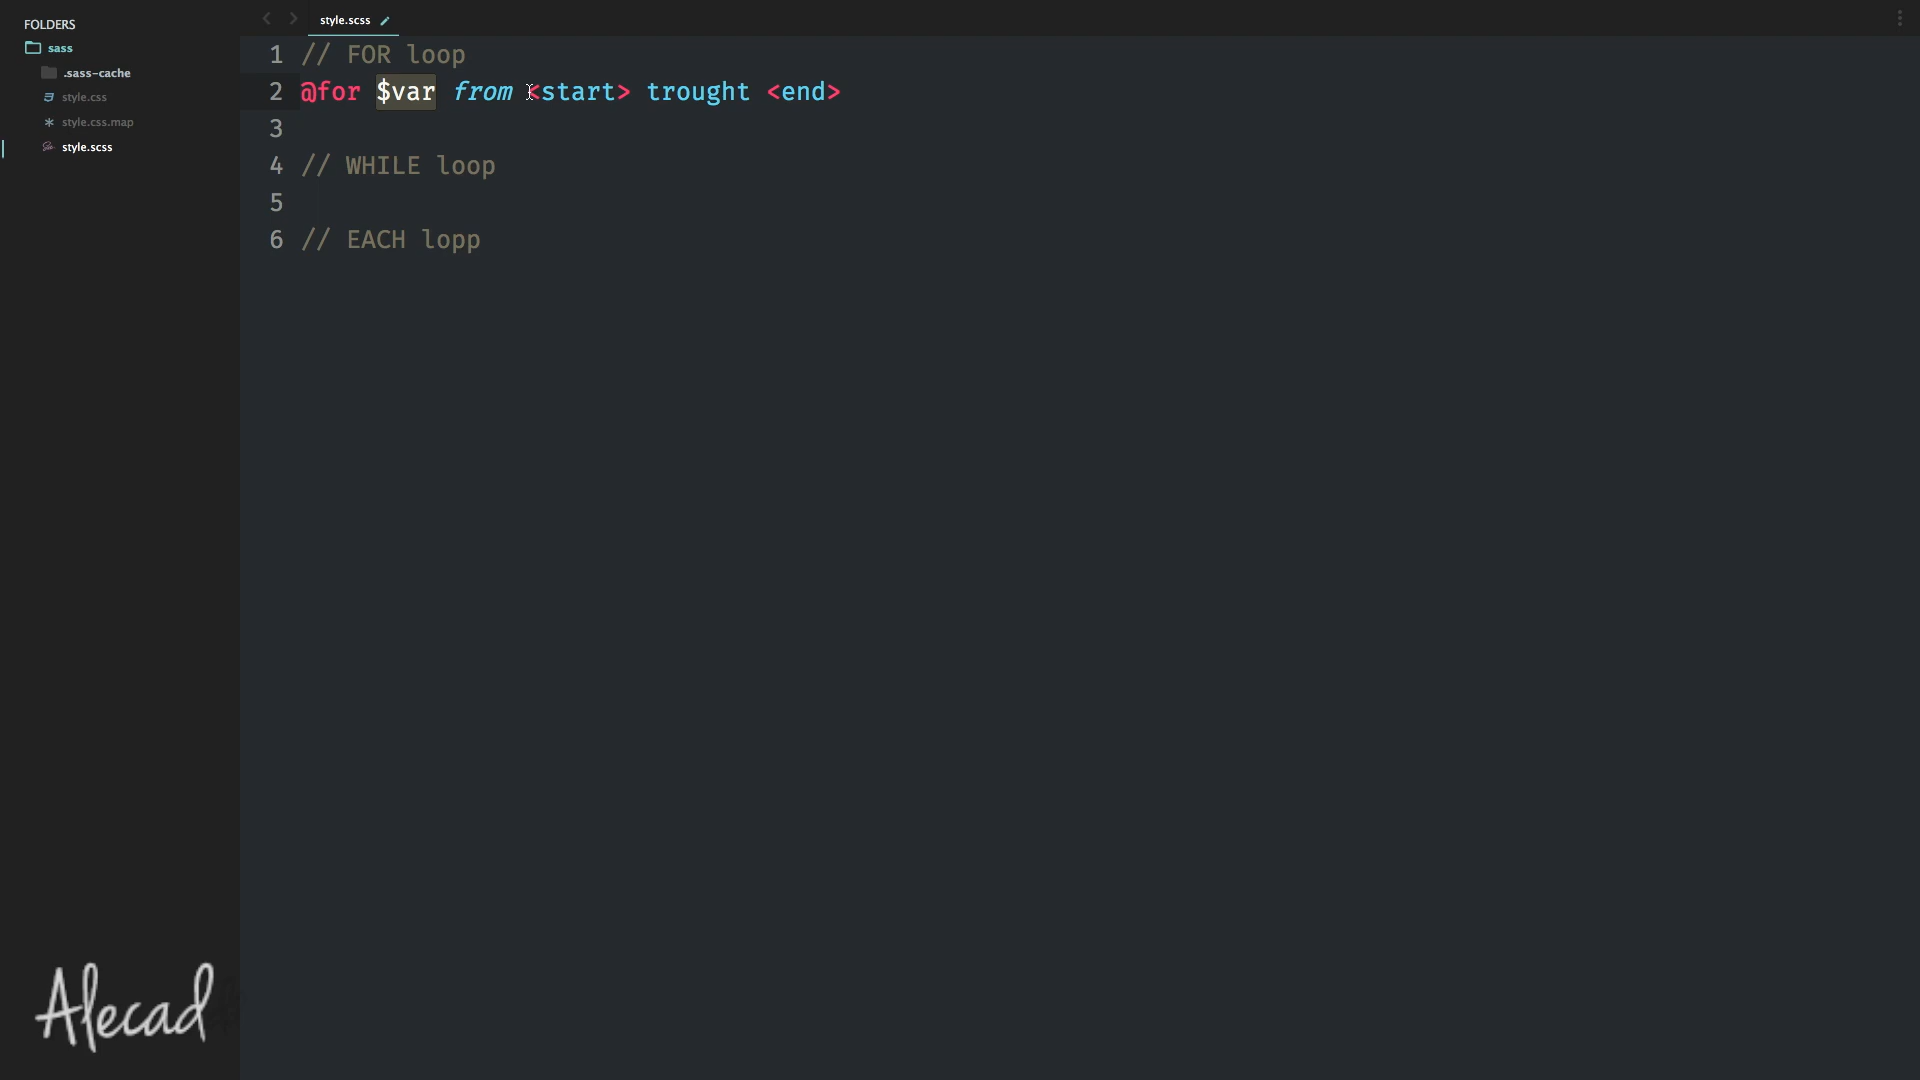 FOLDERS
sass
.sass-cache
style.css
style.css.map
style.scss
style.scss
1 // FOR loop
2 @for $var from <start> trought <end>
3
4 // WHILE loop
5
6 // EACH lopp
Alecad